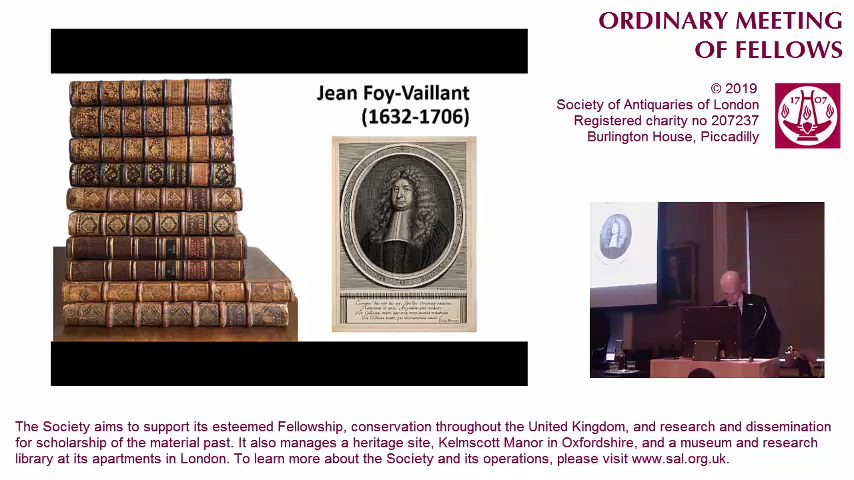 ORDINARY MEETING
OF FELLOWS
© 2019
Society of Antiquaries of London
Registered charity no 207237
Burlington House, Piccadilly
17 07
Jean Foy-Vaillant
(1632-1706)
The Society aims to support its esteemed Fellowship, conservation throughout the United Kingdom, and research and dissemination
for scholarship of the material past. It also manages a heritage site, Kelmscott Manor in Oxfordshire, and a museum and research
library at its apartments in London. To learn more about the Society and its operations, please visit www.sal.org.uk.